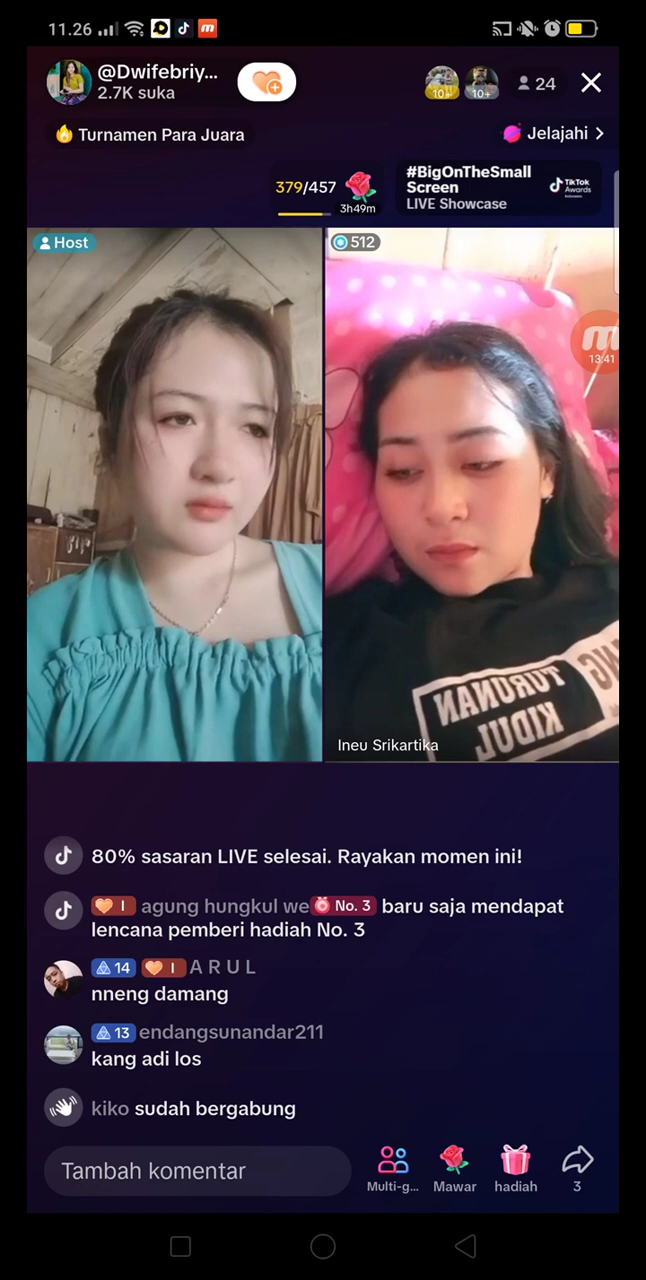 11.26
@Dwifebriy...
2.7K suka
10+
10+
24
Turnamen Para Juara
Jelajahi >
379/457
3h49m
#BigOnTheSmall
Screen
LIVE Showcase
TikTok
Awards
Host
512
13:41
TURUNAN
KIDUL
Ineu Srikartika
80% sasaran LIVE selesai. Rayakan momen ini!
I agung hungkul we No. 3 baru saja mendapat
lencana pemberi hadiah No. 3
14 I A R U L
nneng damang
13 endangsunandar211
kang adi los
kiko sudah bergabung
Tambah komentar
Multi-g...
Mawar
hadiah
3